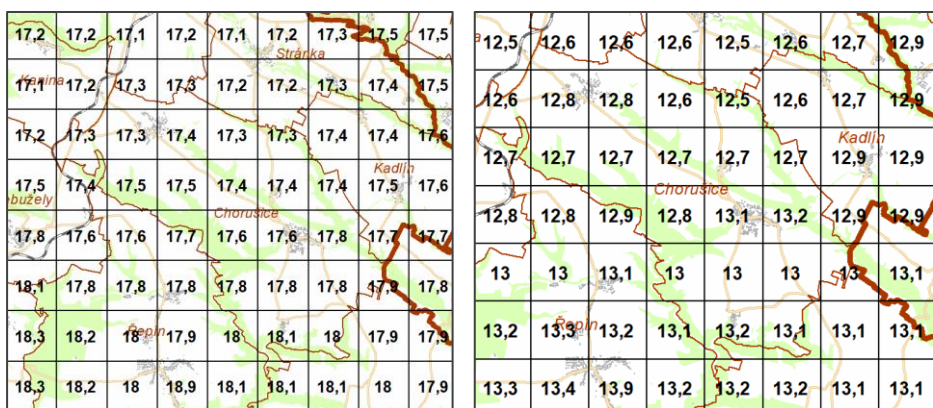 17,2 17,2 17,1 17,2 17,1 17,2 17,3 17,5 17,5
Stránka
Kanina
17,1 17,2 17,3 17,3 17,2 17,2 17,3 17,4 17,5
17,2 17,3 17,3 17,4 17,3 17,3 17,4 17,4 17,6
Kadlín
17,5 17,4 17,5 17,5 17,4 17,4 17,4 17,5 17,6
ebužely
Chorušice
17,8 17,6 17,6 17,7 17,6 17,6 17,8 17,7 17,7
18,1 17,8 17,8 17,8 17,8 17,8 17,8 17,9 17,8
Řepín
18,3 18,2 18 17,9 18 18,1 18 17,9 17,9
18,3 18,2 18 18,9 18,1 18,1 18,1 18 17,9
12,5 12,6 12,6 12,6 12,5 12,6 12,7 12,9
12,6 12,8 12,8 12,6 12,5 12,6 12,7 12,9
Kadlín
12,7 12,7 12,7 12,7 12,7 12,7 12,9 12,9
Chorušice
12,8 12,8 12,9 12,8 13,1 13,2 12,9 12,9
13 13 13,1 13 13 13 13 13,1
Řepín
13,2 13,3 13,2 13,1 13,2 13,1 13,1 13,1
13,3 13,4 13,9 13,2 13,2 13,2 13,1 13,1